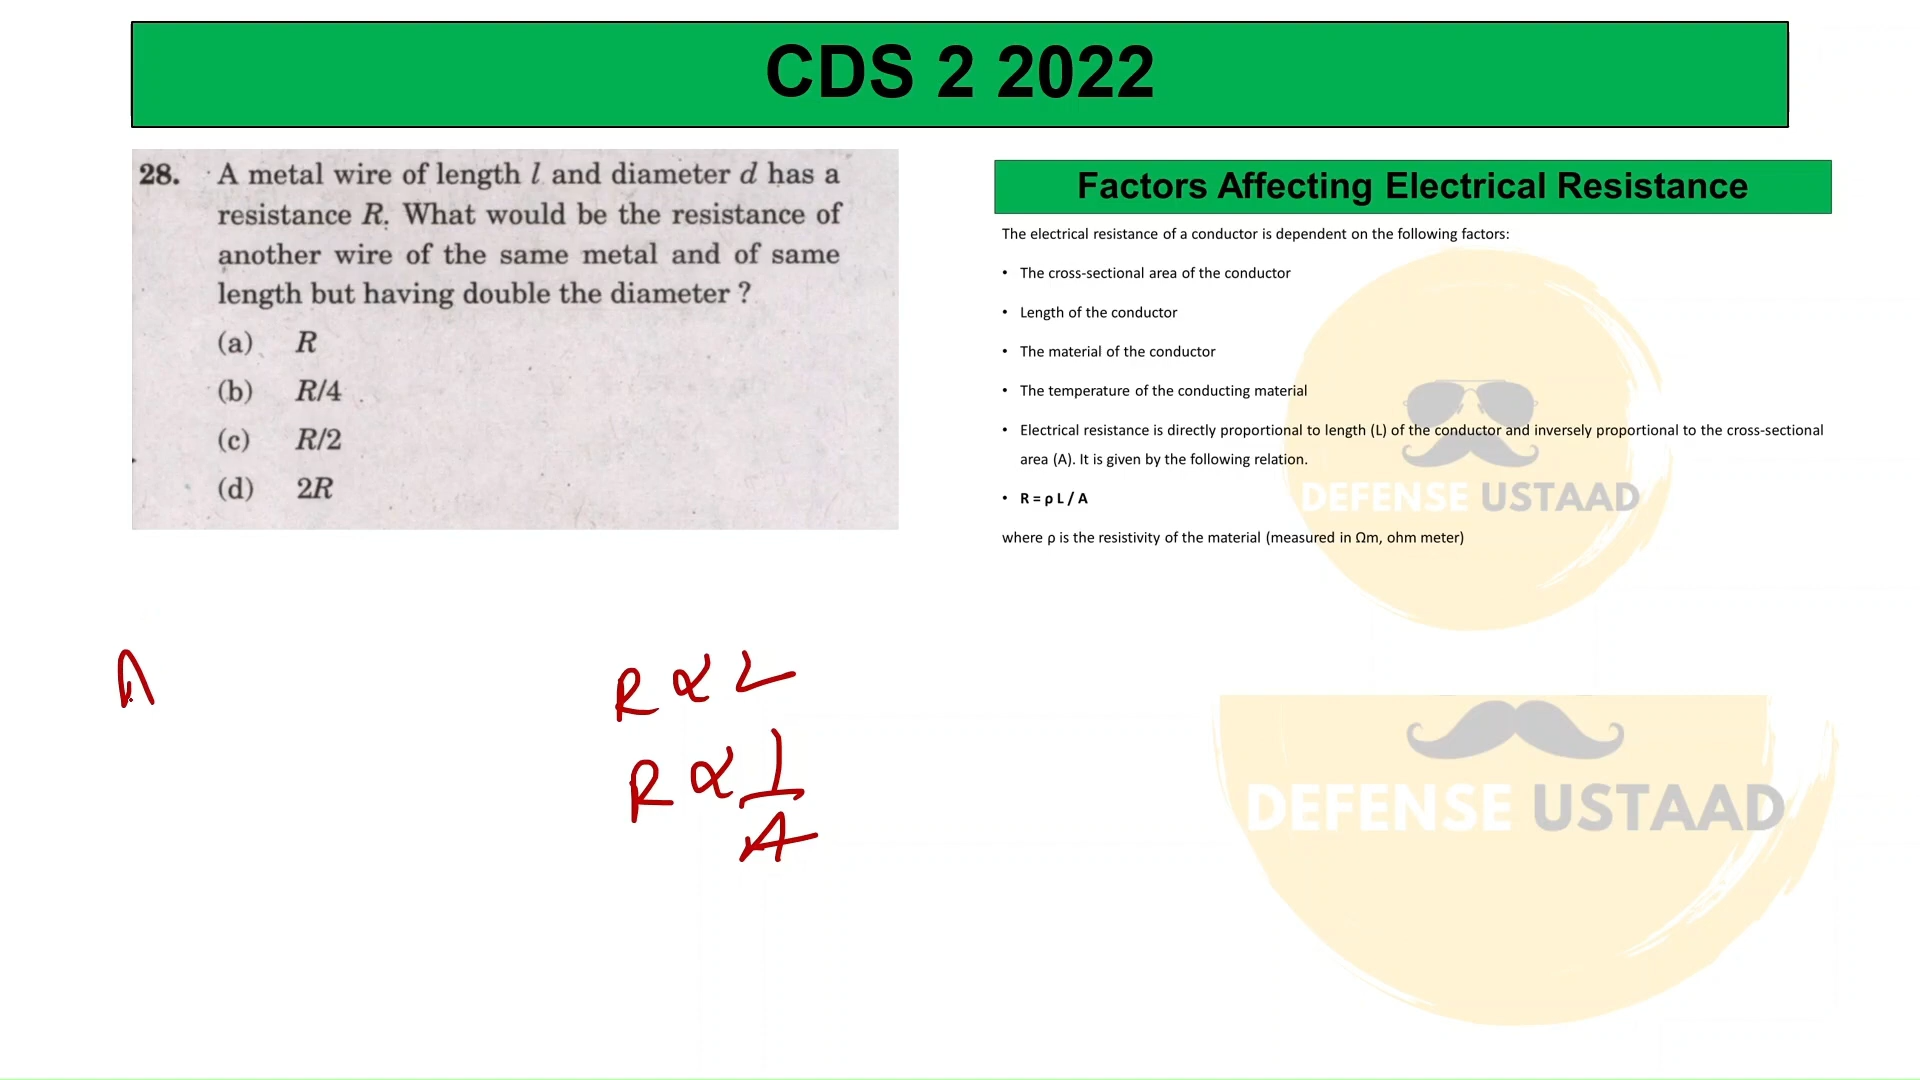 CDS 2 2022
28. A metal wire of length l and diameter d has a
resistance R. What would be the resistance of
another wire of the same metal and of same
length but having double the diameter ?
(a) R
(b) R/4
(c) R/2
(d) 2R
Factors Affecting Electrical Resistance
The electrical resistance of a conductor is dependent on the following factors:
• The cross-sectional area of the conductor
• Length of the conductor
• The material of the conductor
• The temperature of the conducting material
• Electrical resistance is directly proportional to length (L) of the conductor and inversely proportional to the cross-sectional
area (A). It is given by the following relation.
• R = ρ L / A
where ρ is the resistivity of the material (measured in Ωm, ohm meter)
DEFENSE USTAAD
R ∝ L
R ∝ 1
A
DEFENSE USTAAD